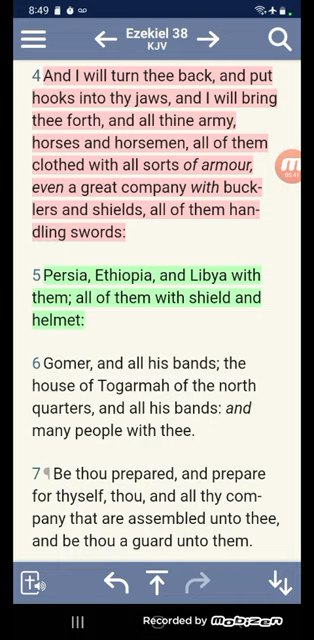 8:49
Ezekiel 38
KJV
4 And I will turn thee back, and put
hooks into thy jaws, and I will bring
thee forth, and all thine army,
horses and horsemen, all of them
clothed with all sorts of armour,
even a great company with buck-
lers and shields, all of them han-
dling swords:
5 Persia, Ethiopia, and Libya with
them; all of them with shield and
helmet:
6 Gomer, and all his bands; the
house of Togarmah of the north
quarters, and all his bands: and
many people with thee.
7 ¶ Be thou prepared, and prepare
for thyself, thou, and all thy com-
pany that are assembled unto thee,
and be thou a guard unto them.
Recorded by mobizen